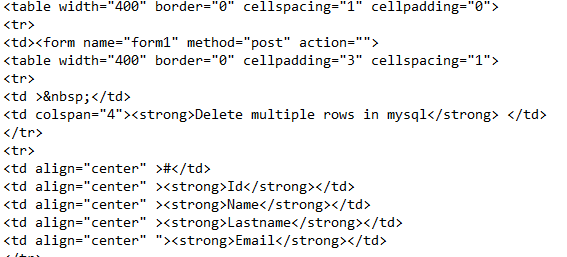 <table width="400" border="0" cellspacing="1" cellpadding="0">
<tr>
<td><form name="form1" method="post" action="">
<table width="400" border="0" cellpadding="3" cellspacing="1">
<tr>
<td >&nbsp;</td>
<td colspan="4"><strong>Delete multiple rows in mysql</strong> </td>
</tr>
<tr>
<td align="center" >#</td>
<td align="center" ><strong>Id</strong></td>
<td align="center" ><strong>Name</strong></td>
<td align="center" ><strong>Lastname</strong></td>
<td align="center" "><strong>Email</strong></td>
</tr>